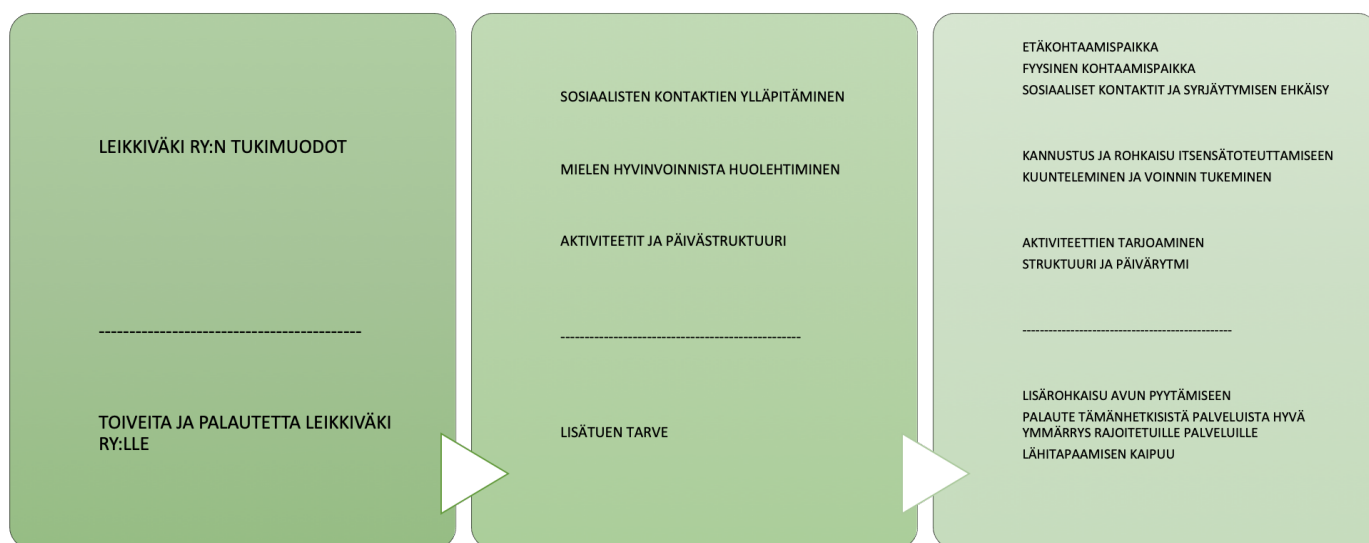 LEIKKIVÄKI RY:N TUKIMUODOT
-------------------------------------------
TOIVEITA JA PALAUTETTA LEIKKIVÄKI
RY:LLE
SOSIAALISTEN KONTAKTIEN YLLÄPITÄMINEN
MIELEN HYVINVOINNISTA HUOLEHTIMINEN
AKTIVITEETIT JA PÄIVÄSTRUKTUURI
-------------------------------------------------
LISÄTUEN TARVE
ETÄKOHTAAMISPAIKKA
FYYSINEN KOHTAAMISPAIKKA
SOSIAALISET KONTAKTIT JA SYRJÄYTYMISEN EHKÄISY
KANNUSTUS JA ROHKAISU ITSENSÄTOTEUTTAMISEEN
KUUNTELEMINEN JA VOINNIN TUKEMINEN
AKTIVITEETTIEN TARJOAMINEN
STRUKTUURI JA PÄIVÄRYTMI
------------------------------------------------
LISÄROHKAISU AVUN PYYTÄMISEEN
PALAUTE TÄMÄNHETKISISTÄ PALVELUISTA HYVÄ
YMMÄRRYS RAJOITETUILLE PALVELUILLE
LÄHITAPAAMISEN KAIPUU